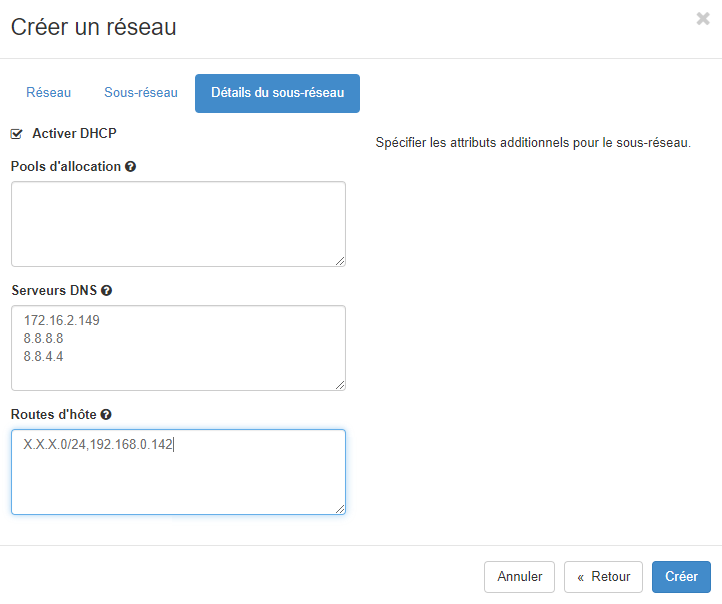 Créer un réseau
Réseau
Sous-réseau
Détails du sous-réseau
Activer DHCP
Spécifier les attributs additionnels pour le sous-réseau.
Pools d'allocation
Serveurs DNS
172.16.2.149
8.8.8.8
8.8.4.4
Routes d'hôte
X.X.X.0/24,192.168.0.142
Annuler
« Retour
Créer